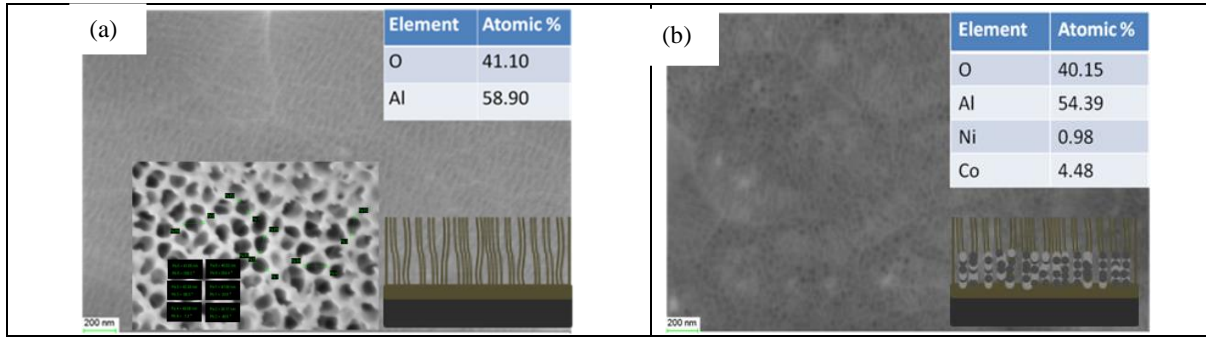 (a)
Element Atomic %
O 41.10
Al 58.90
200 nm
(b)
Element Atomic %
O 40.15
Al 54.39
Ni 0.98
Co 4.48
200 nm